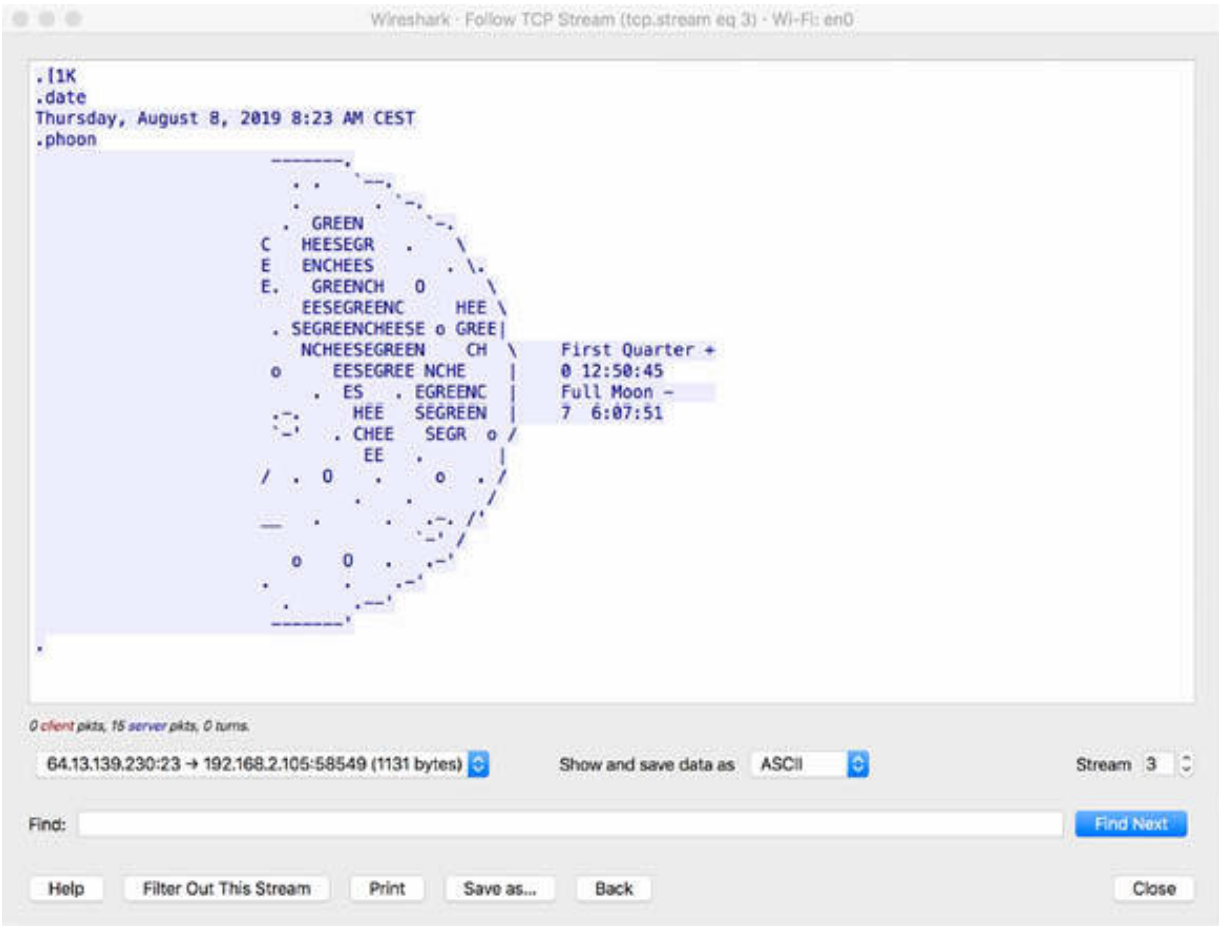 Wireshark · Follow TCP Stream (tcp.stream eq 3) · Wi-Fi: en0
.[1K
.date
Thursday, August 8, 2019 8:23 AM CEST
.phoon
-------.
. . `--.
. . `-.
. GREEN `-.
C HEESEGR . \
E ENCHEES . \.
E. GREENCH O \
EESEGREENC HEE \
. SEGREENCHEESE o GREE|
NCHEESEGREEN CH \ First Quarter +
o EESEGREE NCHE | 0 12:50:45
. ES . EGREENC | Full Moon -
.-. HEE SEGREEN | 7 6:07:51
`-' . CHEE SEGR o /
EE . |
/ . O . o . /
. . /
__ . . .-. /'
`-' /
o O . .-'
. . .-'
. .--'
-------'
.
0 client pkts, 15 server pkts, 0 turns.
64.13.139.230:23 → 192.168.2.105:58549 (1131 bytes) Show and save data as ASCII Stream 3
Find: Find Next
Help Filter Out This Stream Print Save as... Back Close